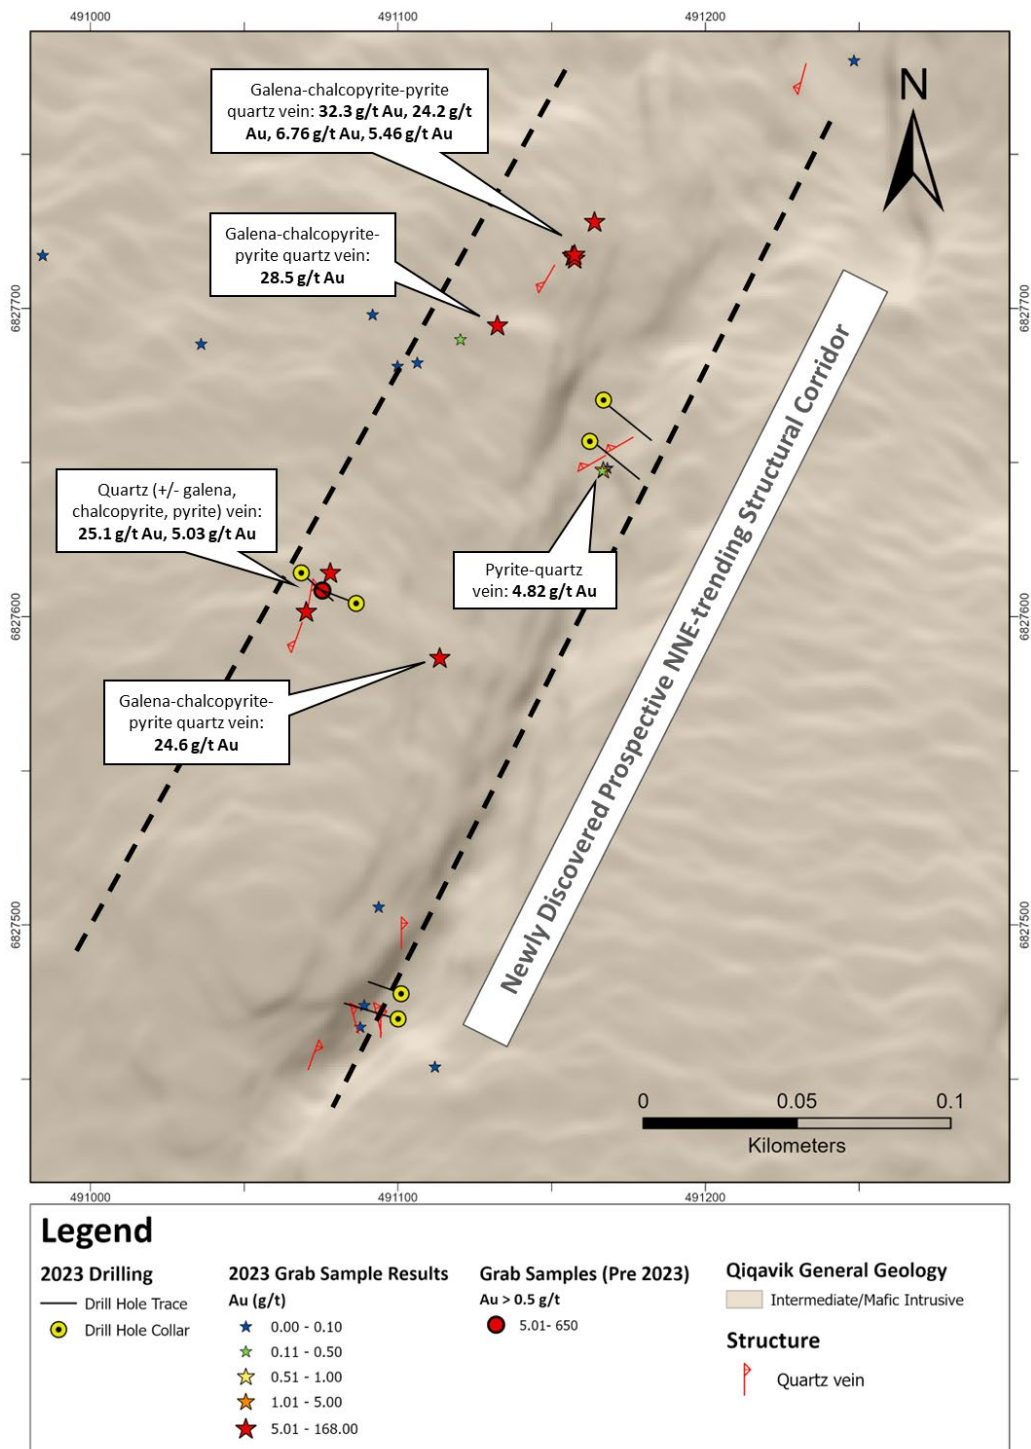 491000
491100
491200
Galena-chalcopyrite-pyrite
quartz vein: 32.3 g/t Au, 24.2 g/t
Au, 6.76 g/t Au, 5.46 g/t Au
N
Galena-chalcopyrite-
pyrite quartz vein:
28.5 g/t Au
6827700
6827700
Newly Discovered Prospective NNE-trending Structural Corridor
Quartz (+/- galena,
chalcopyrite, pyrite) vein:
25.1 g/t Au, 5.03 g/t Au
Pyrite-quartz
vein: 4.82 g/t Au
6827600
6827600
Galena-chalcopyrite-
pyrite quartz vein:
24.6 g/t Au
6827500
6827500
0 0.05 0.1
Kilometers
491000
491100
491200
Legend
2023 Drilling
Drill Hole Trace
Drill Hole Collar
2023 Grab Sample Results
Au (g/t)
0.00 - 0.10
0.11 - 0.50
0.51 - 1.00
1.01 - 5.00
5.01 - 168.00
Grab Samples (Pre 2023)
Au > 0.5 g/t
5.01- 650
Qiqavik General Geology
Intermediate/Mafic Intrusive
Structure
Quartz vein